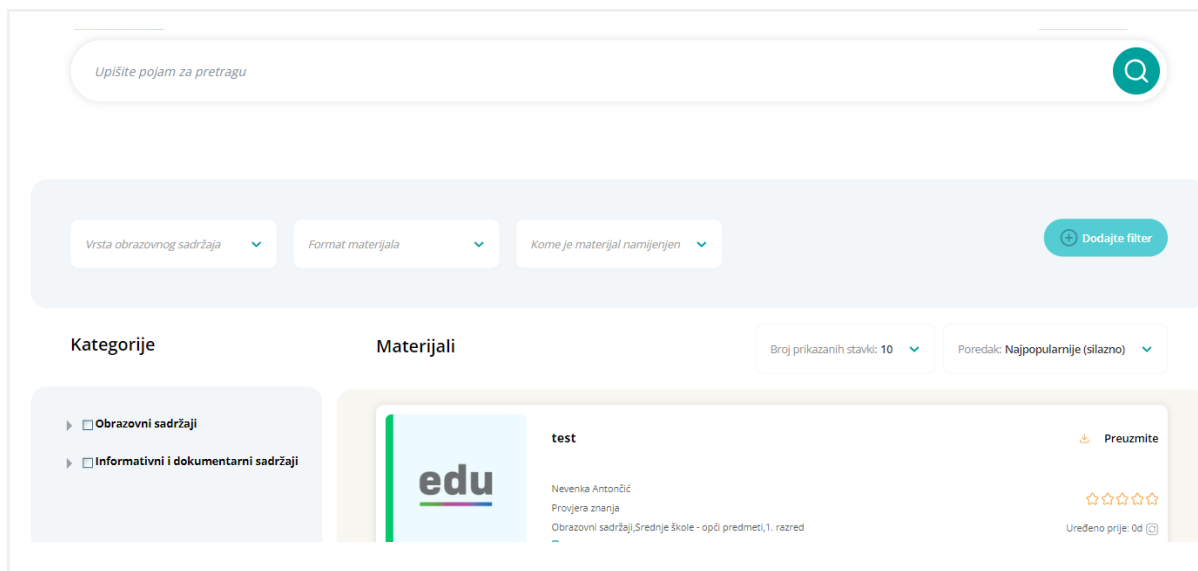 Upišite pojam za pretragu
Vrsta obrazovnog sadržaja
Format materijala
Kome je materijal namijenjen
Dodajte filter
Kategorije
Materijali
Broj prikazanih stavki: 10
Poredak: Najpopularnije (silazno)
Obrazovni sadržaji
Informativni i dokumentarni sadržaji
edu
test
Preuzmite
Nevenka Antončić
Provjera znanja
Obrazovni sadržaji,Srednje škole - opći predmeti,1. razred
Uređeno prije: 0d